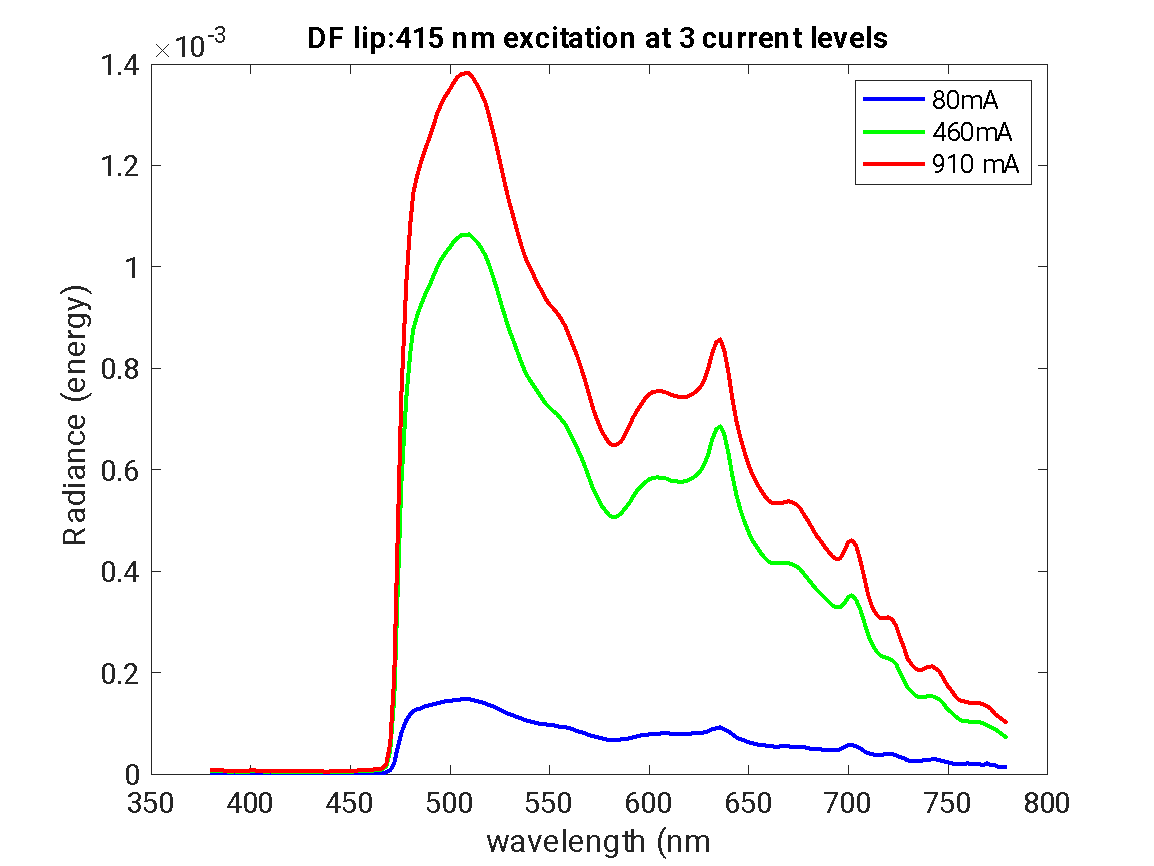 DF lip:415 nm excitation at 3 current levels
×10-3
1.4
1.2
1
0.8
0.6
0.4
0.2
0
Radiance (energy)
80mA
460mA
910 mA
350 400 450 500 550 600 650 700 750 800
wavelength (nm